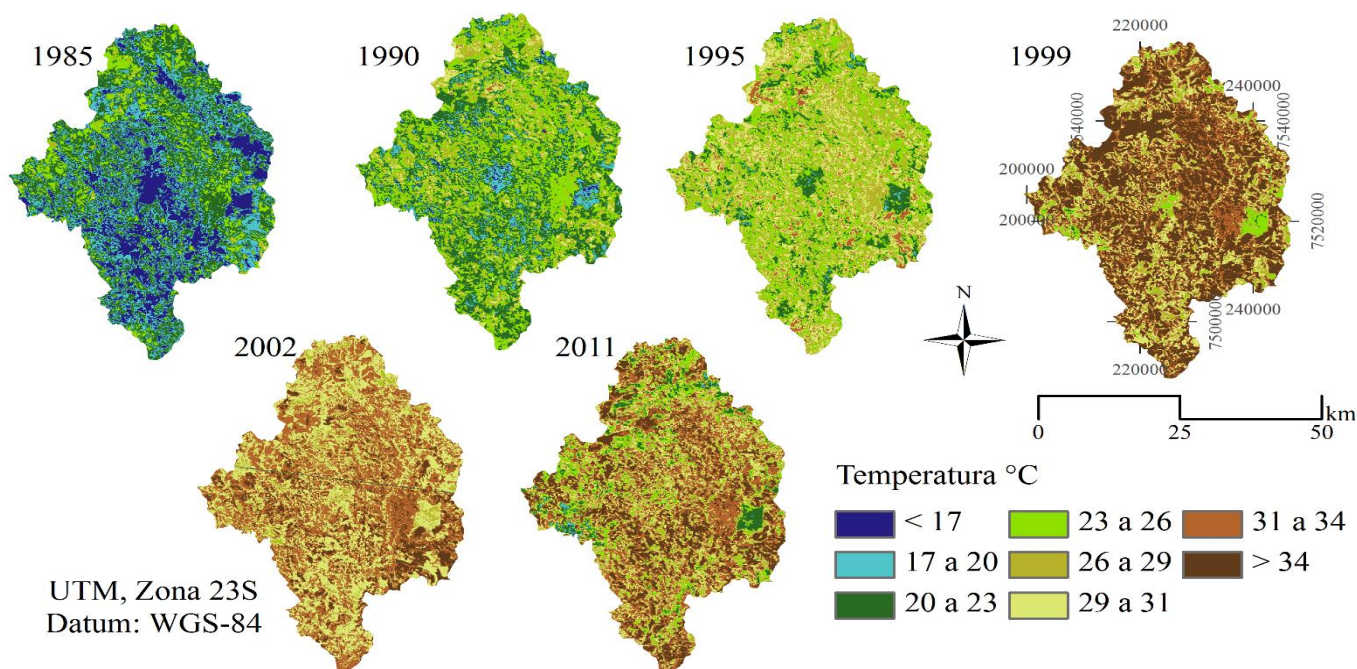 1985
1990
1995
1999
220000
240000
7540000
7540000
200000
200000
7520000
240000
7500000
220000
2002
2011
N
km
0 25 50
Temperatura °C
< 17
23 a 26
31 a 34
17 a 20
26 a 29
> 34
20 a 23
29 a 31
UTM, Zona 23S
Datum: WGS-84